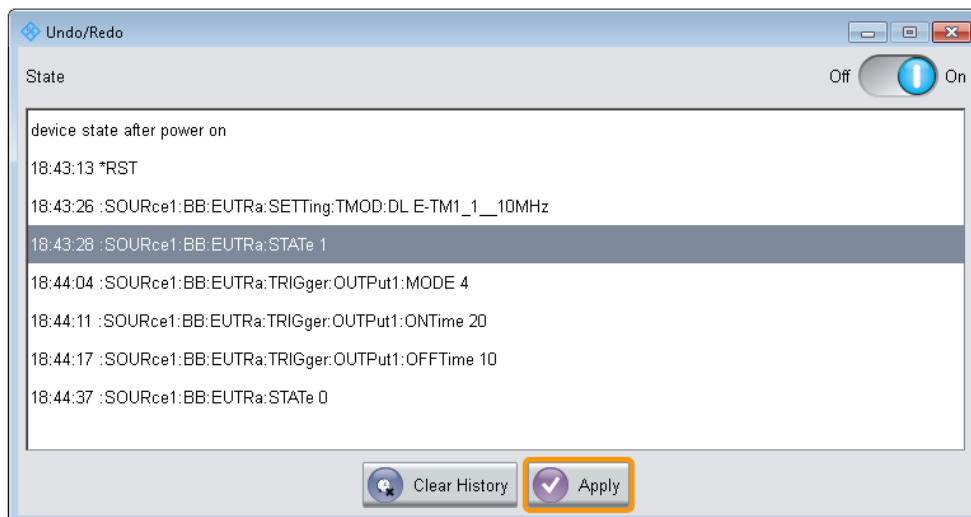 Undo/Redo
State
Off On
device state after power on
18:43:13 *RST
18:43:26 :SOURce1:BB:EUTRa:SETTing:TMOD:DL E-TM1_1__10MHz
18:43:28 :SOURce1:BB:EUTRa:STATe 1
18:44:04 :SOURce1:BB:EUTRa:TRIGger:OUTPut1:MODE 4
18:44:11 :SOURce1:BB:EUTRa:TRIGger:OUTPut1:ONTime 20
18:44:17 :SOURce1:BB:EUTRa:TRIGger:OUTPut1:OFFTime 10
18:44:37 :SOURce1:BB:EUTRa:STATe 0
Clear History Apply